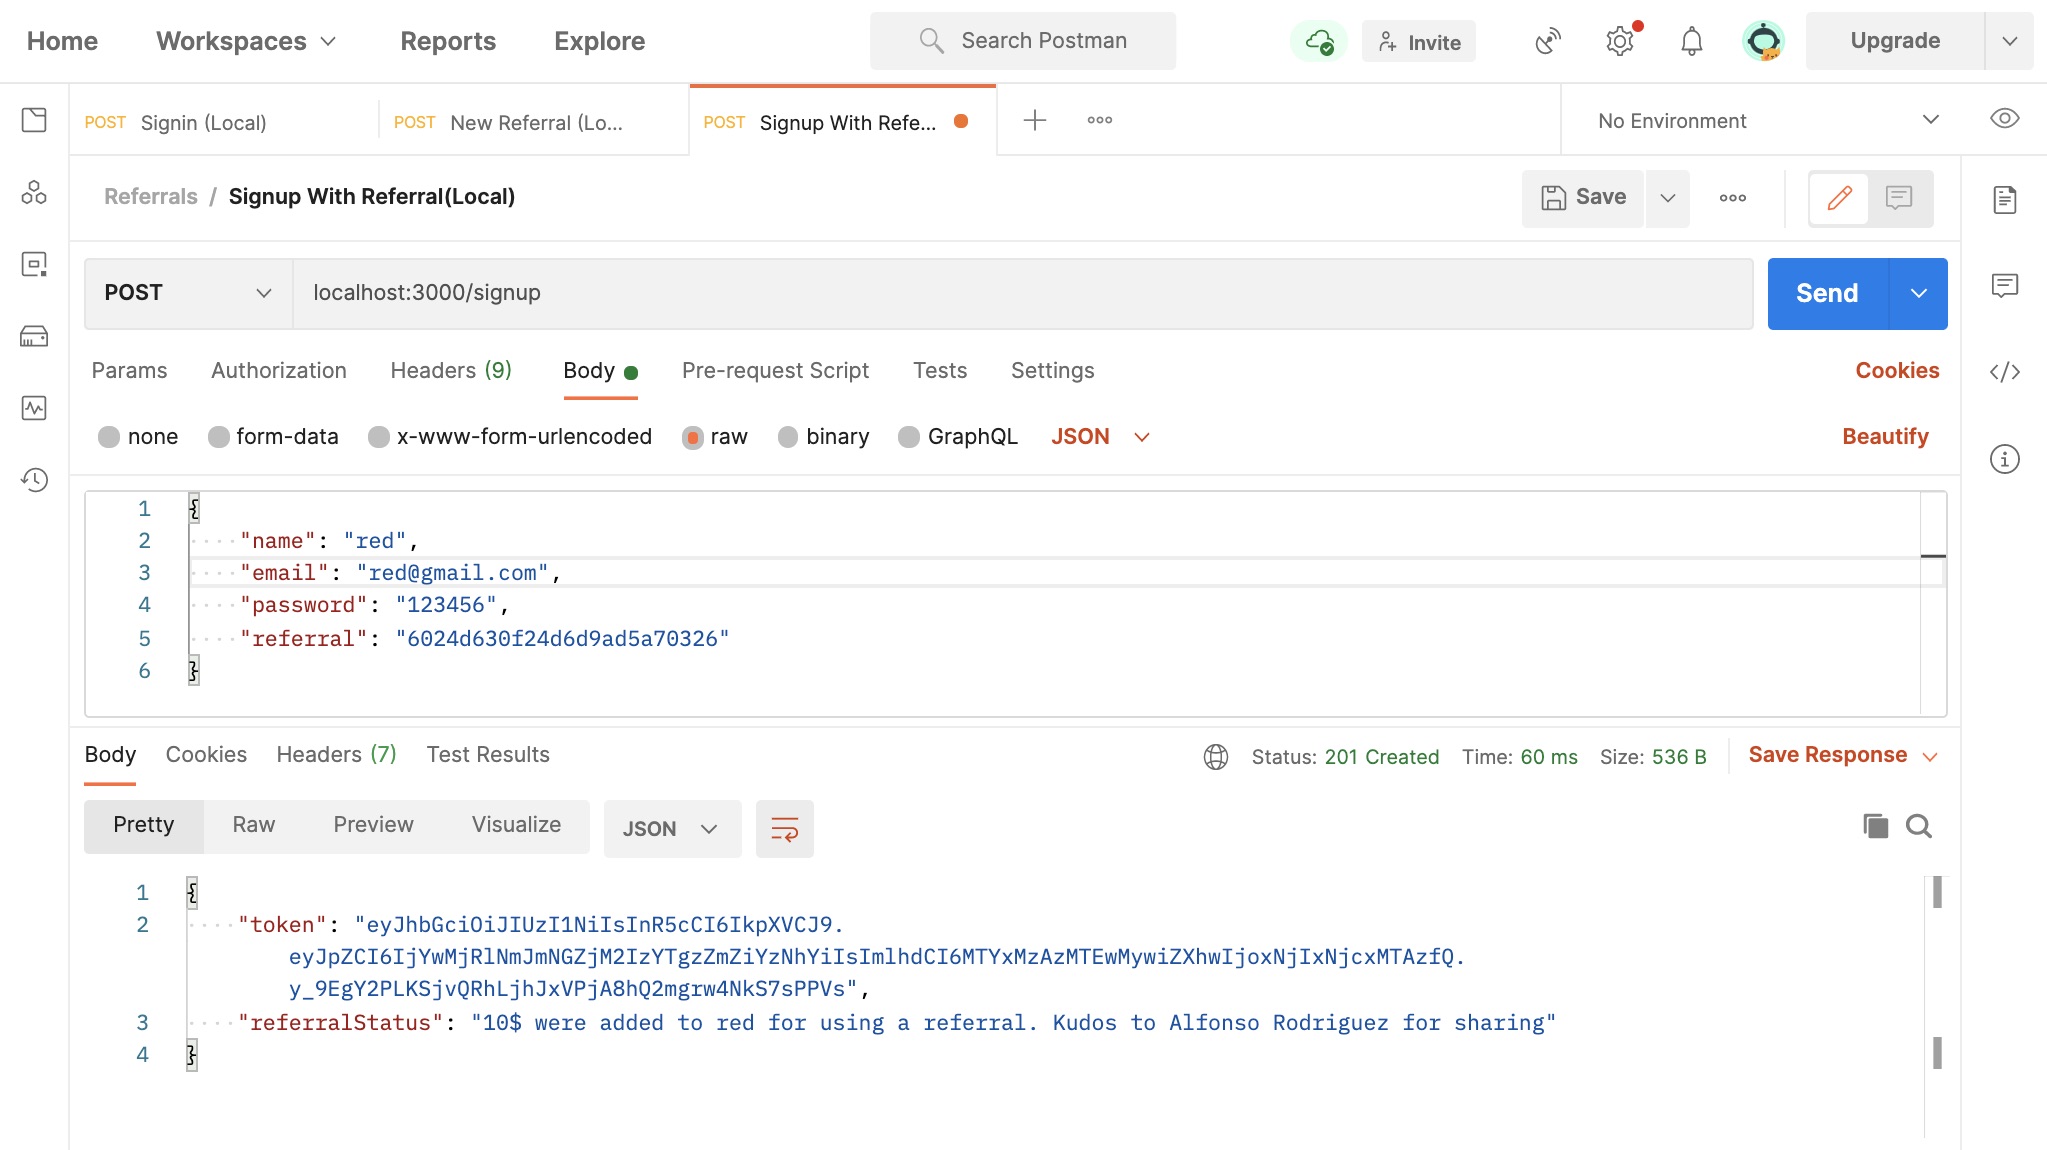 Home Workspaces Reports Explore Search Postman Invite Upgrade
POST Signin (Local) POST New Referral (Lo... POST Signup With Refe... No Environment
Referrals / Signup With Referral(Local) Save
POST localhost:3000/signup Send
Params Authorization Headers (9) Body Pre-request Script Tests Settings Cookies
none form-data x-www-form-urlencoded raw binary GraphQL JSON Beautify
1 {
2 "name": "red",
3 "email": "red@gmail.com",
4 "password": "123456",
5 "referral": "6024d630f24d6d9ad5a70326"
6 }
Body Cookies Headers (7) Test Results Status: 201 Created Time: 60 ms Size: 536 B Save Response
Pretty Raw Preview Visualize JSON
1 {
2 "token": "eyJhbGciOiJIUzI1NiIsInR5cCI6IkpXVCJ9.
eyJpZCI6IjYwMjRlNmJmNGZjM2IzYTgzZmZiYzNhYiIsImlhdCI6MTYxMzAzMTEwMywiZXhwIjoxNjIxNjcxMTAzfQ.
y_9EgY2PLKSjvQRhLjhJxVPjA8hQ2mgrw4NkS7sPPVs",
3 "referralStatus": "10$ were added to red for using a referral. Kudos to Alfonso Rodriguez for sharing"
4 }